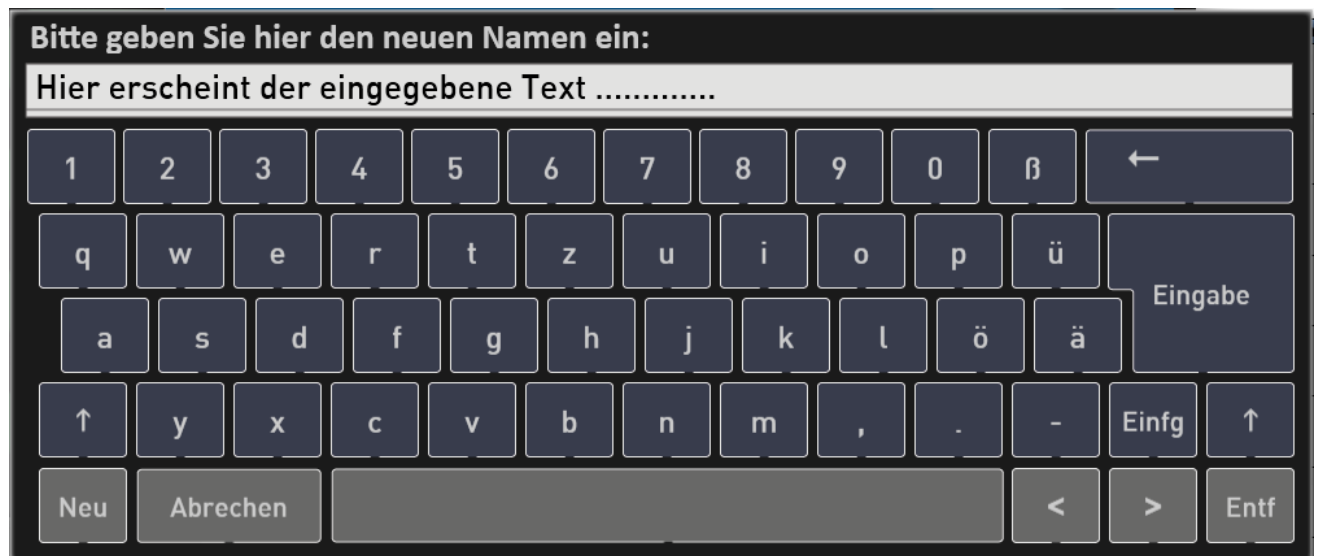 Bitte geben Sie hier den neuen Namen ein:
Hier erscheint der eingegebene Text .............
1 2 3 4 5 6 7 8 9 0 ß ←
q w e r t z u i o p ü Eingabe
a s d f g h j k l ö ä
↑ y x c v b n m , . - Einfg ↑
Neu Abrechen < > Entf